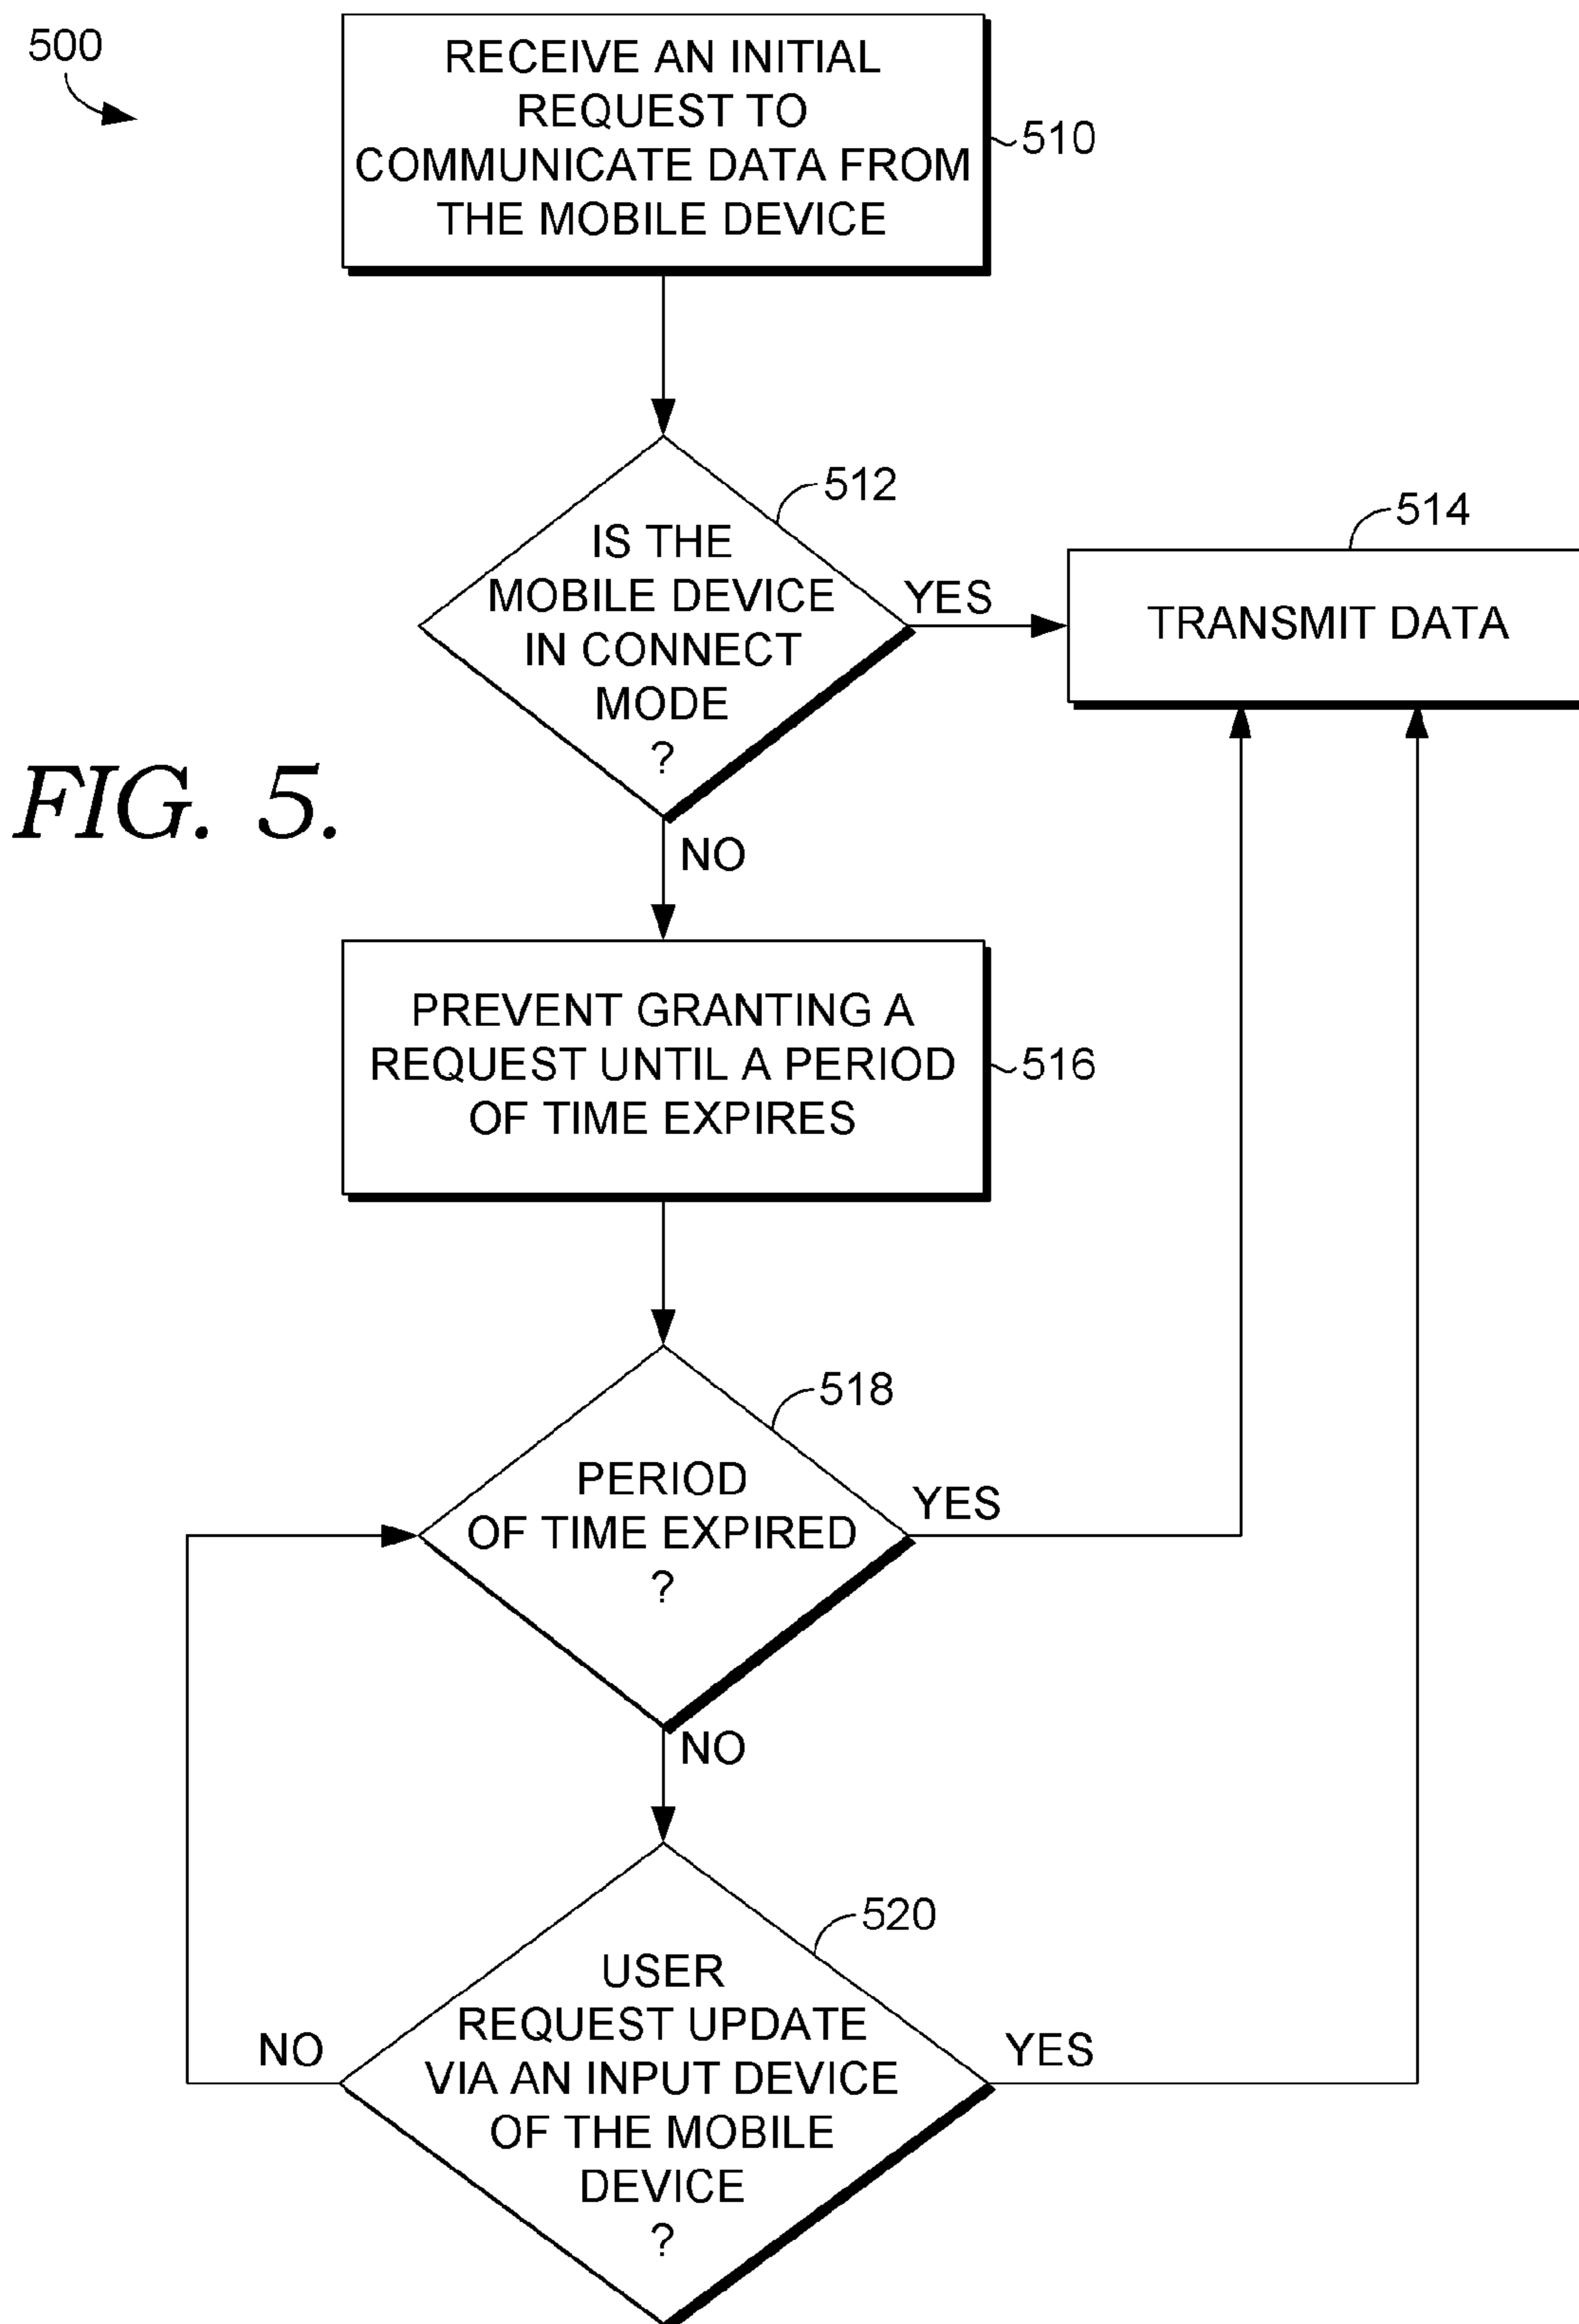 500
RECEIVE AN INITIAL
REQUEST TO
COMMUNICATE DATA FROM
THE MOBILE DEVICE
510
512
IS THE
MOBILE DEVICE
IN CONNECT
MODE
?
YES
514
TRANSMIT DATA
FIG. 5.
NO
PREVENT GRANTING A
REQUEST UNTIL A PERIOD
OF TIME EXPIRES
516
518
PERIOD
OF TIME EXPIRED
?
YES
NO
520
USER
REQUEST UPDATE
VIA AN INPUT DEVICE
OF THE MOBILE
DEVICE
?
NO
YES